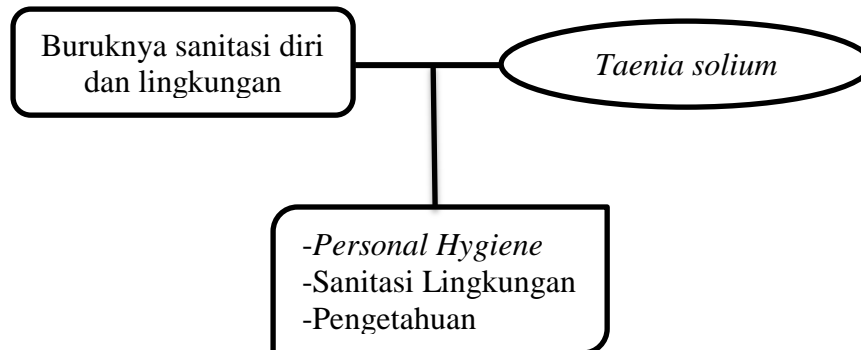 Buruknya sanitasi diri
dan lingkungan
Taenia solium
-Personal Hygiene
-Sanitasi Lingkungan
-Pengetahuan